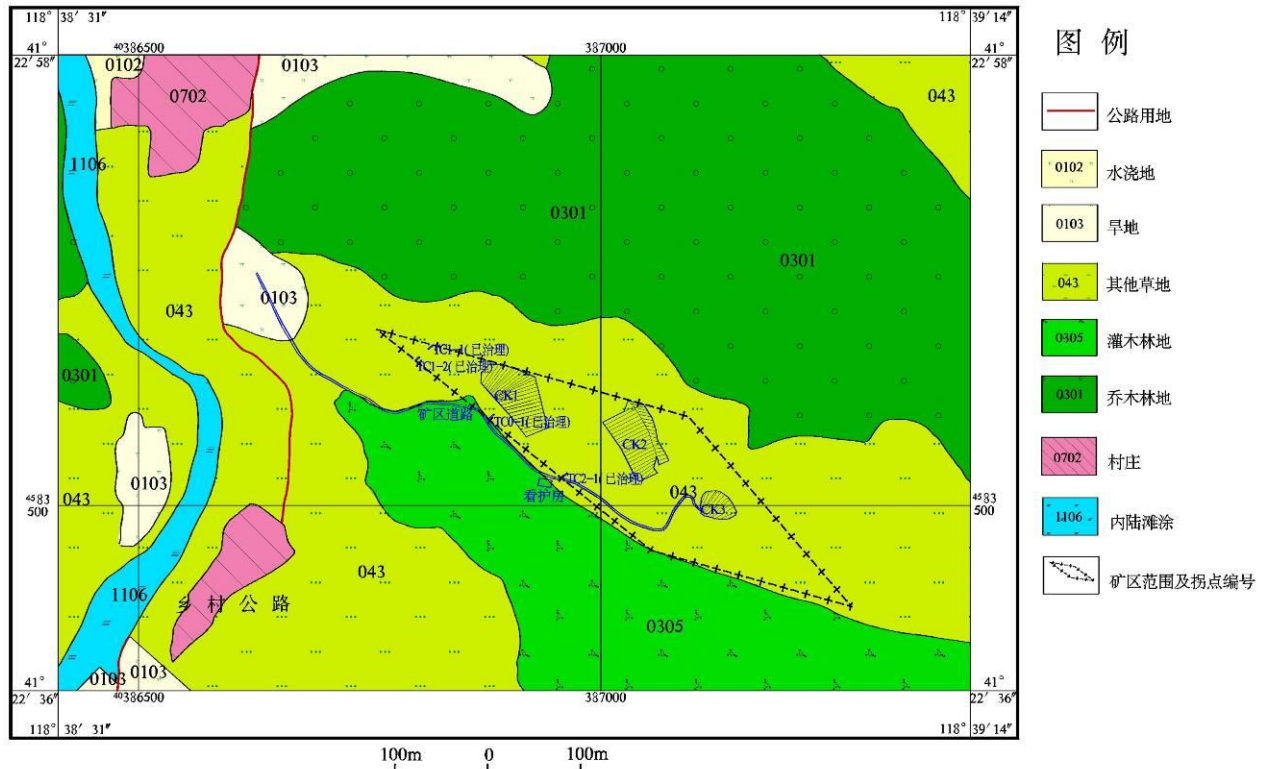 118° 38′ 31″
118° 39′ 14″
41°
22′ 58″
40386500
387000
41°
22′ 58″
0102
0103
0702
043
1106
0301
0301
043
0103
0301
TC1-1(已治理)
TC1-2(已治理)
CK1
矿区道路
TC0-1(已治理)
CK2
TC2-1(已治理)
看护房
043
CK3
0103
043
4583
500
4583
500
043
1106
乡村公路
0305
0103
0103
41°
22′ 36″
40386500
387000
41°
22′ 36″
118° 38′ 31″
118° 39′ 14″
100m 0 100m
图 例
公路用地
0102 水浇地
0103 旱地
043 其他草地
0305 灌木林地
0301 乔木林地
0702 村庄
1106 内陆滩涂
矿区范围及拐点编号